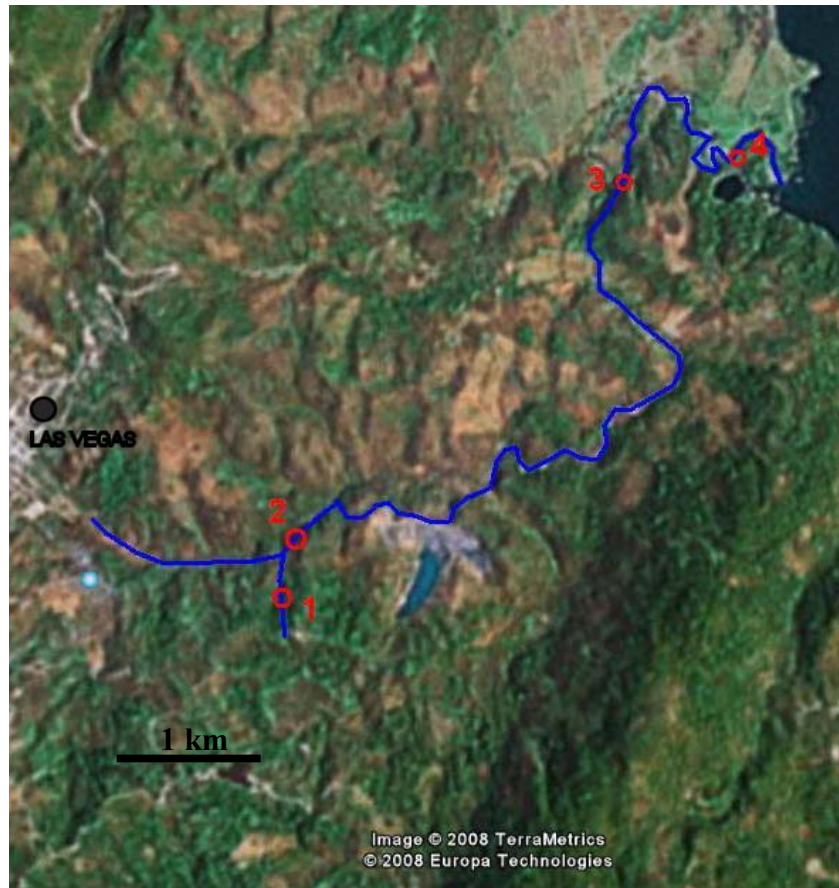 4
3
LAS VEGAS
2
1
1 km
Image © 2008 TerraMetrics
© 2008 Europa Technologies